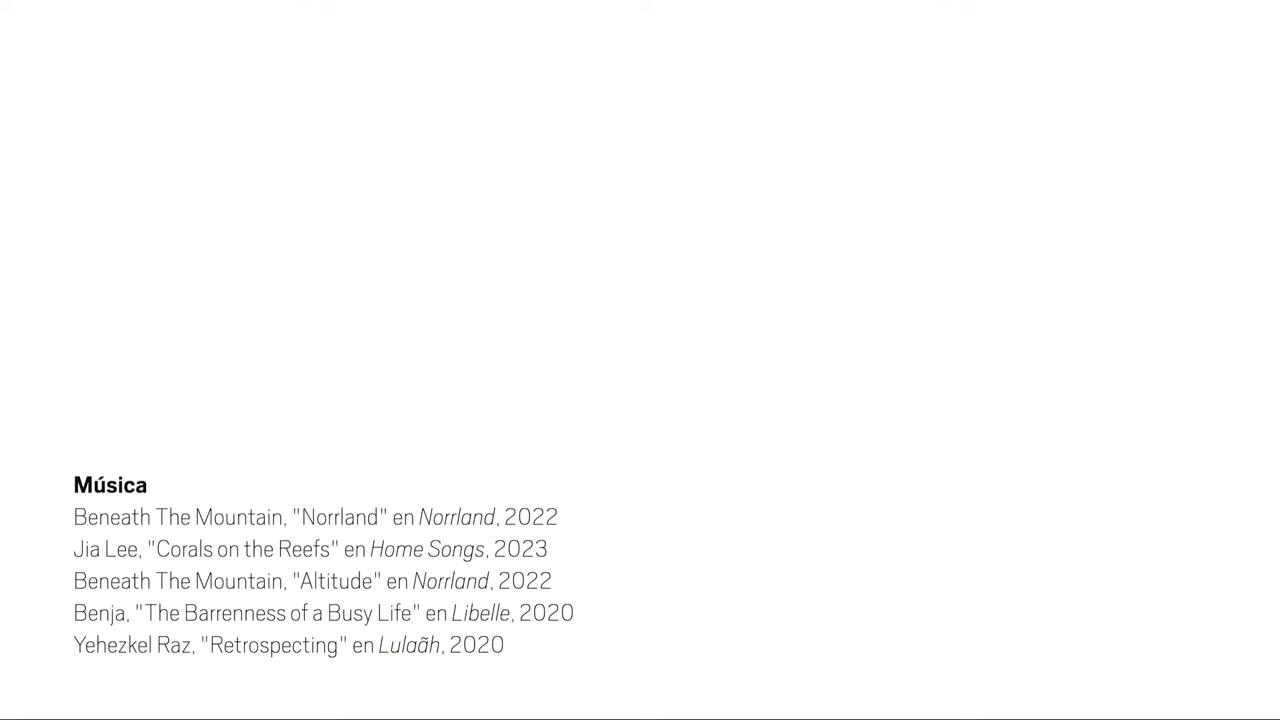 Música
Beneath The Mountain, "Norrland" en Norrland, 2022
Jia Lee, "Corals on the Reefs" en Home Songs, 2023
Beneath The Mountain, "Altitude" en Norrland, 2022
Benja, "The Barrenness of a Busy Life" en Libelle, 2020
Yehezkel Raz, "Retrospecting" en Lulaãh, 2020